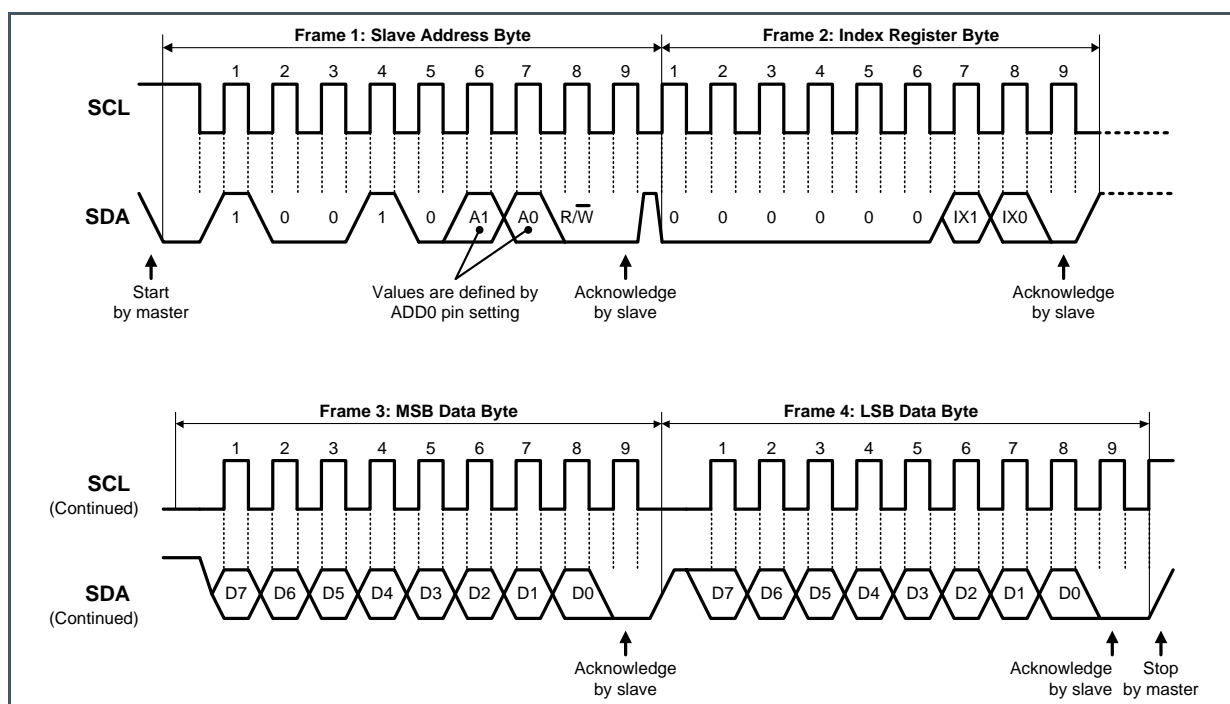 Frame 1: Slave Address Byte Frame 2: Index Register Byte
1 2 3 4 5 6 7 8 9 1 2 3 4 5 6 7 8 9
SCL
SDA 1 0 0 1 0 A1 A0 R/W̅ 0 0 0 0 0 0 IX1 IX0
Start
by master
Values are defined by
ADD0 pin setting
Acknowledge
by slave
Acknowledge
by slave
Frame 3: MSB Data Byte Frame 4: LSB Data Byte
1 2 3 4 5 6 7 8 9 1 2 3 4 5 6 7 8 9
SCL
(Continued)
SDA D7 D6 D5 D4 D3 D2 D1 D0 D7 D6 D5 D4 D3 D2 D1 D0
(Continued)
Acknowledge
by slave
Acknowledge
by slave
Stop
by master